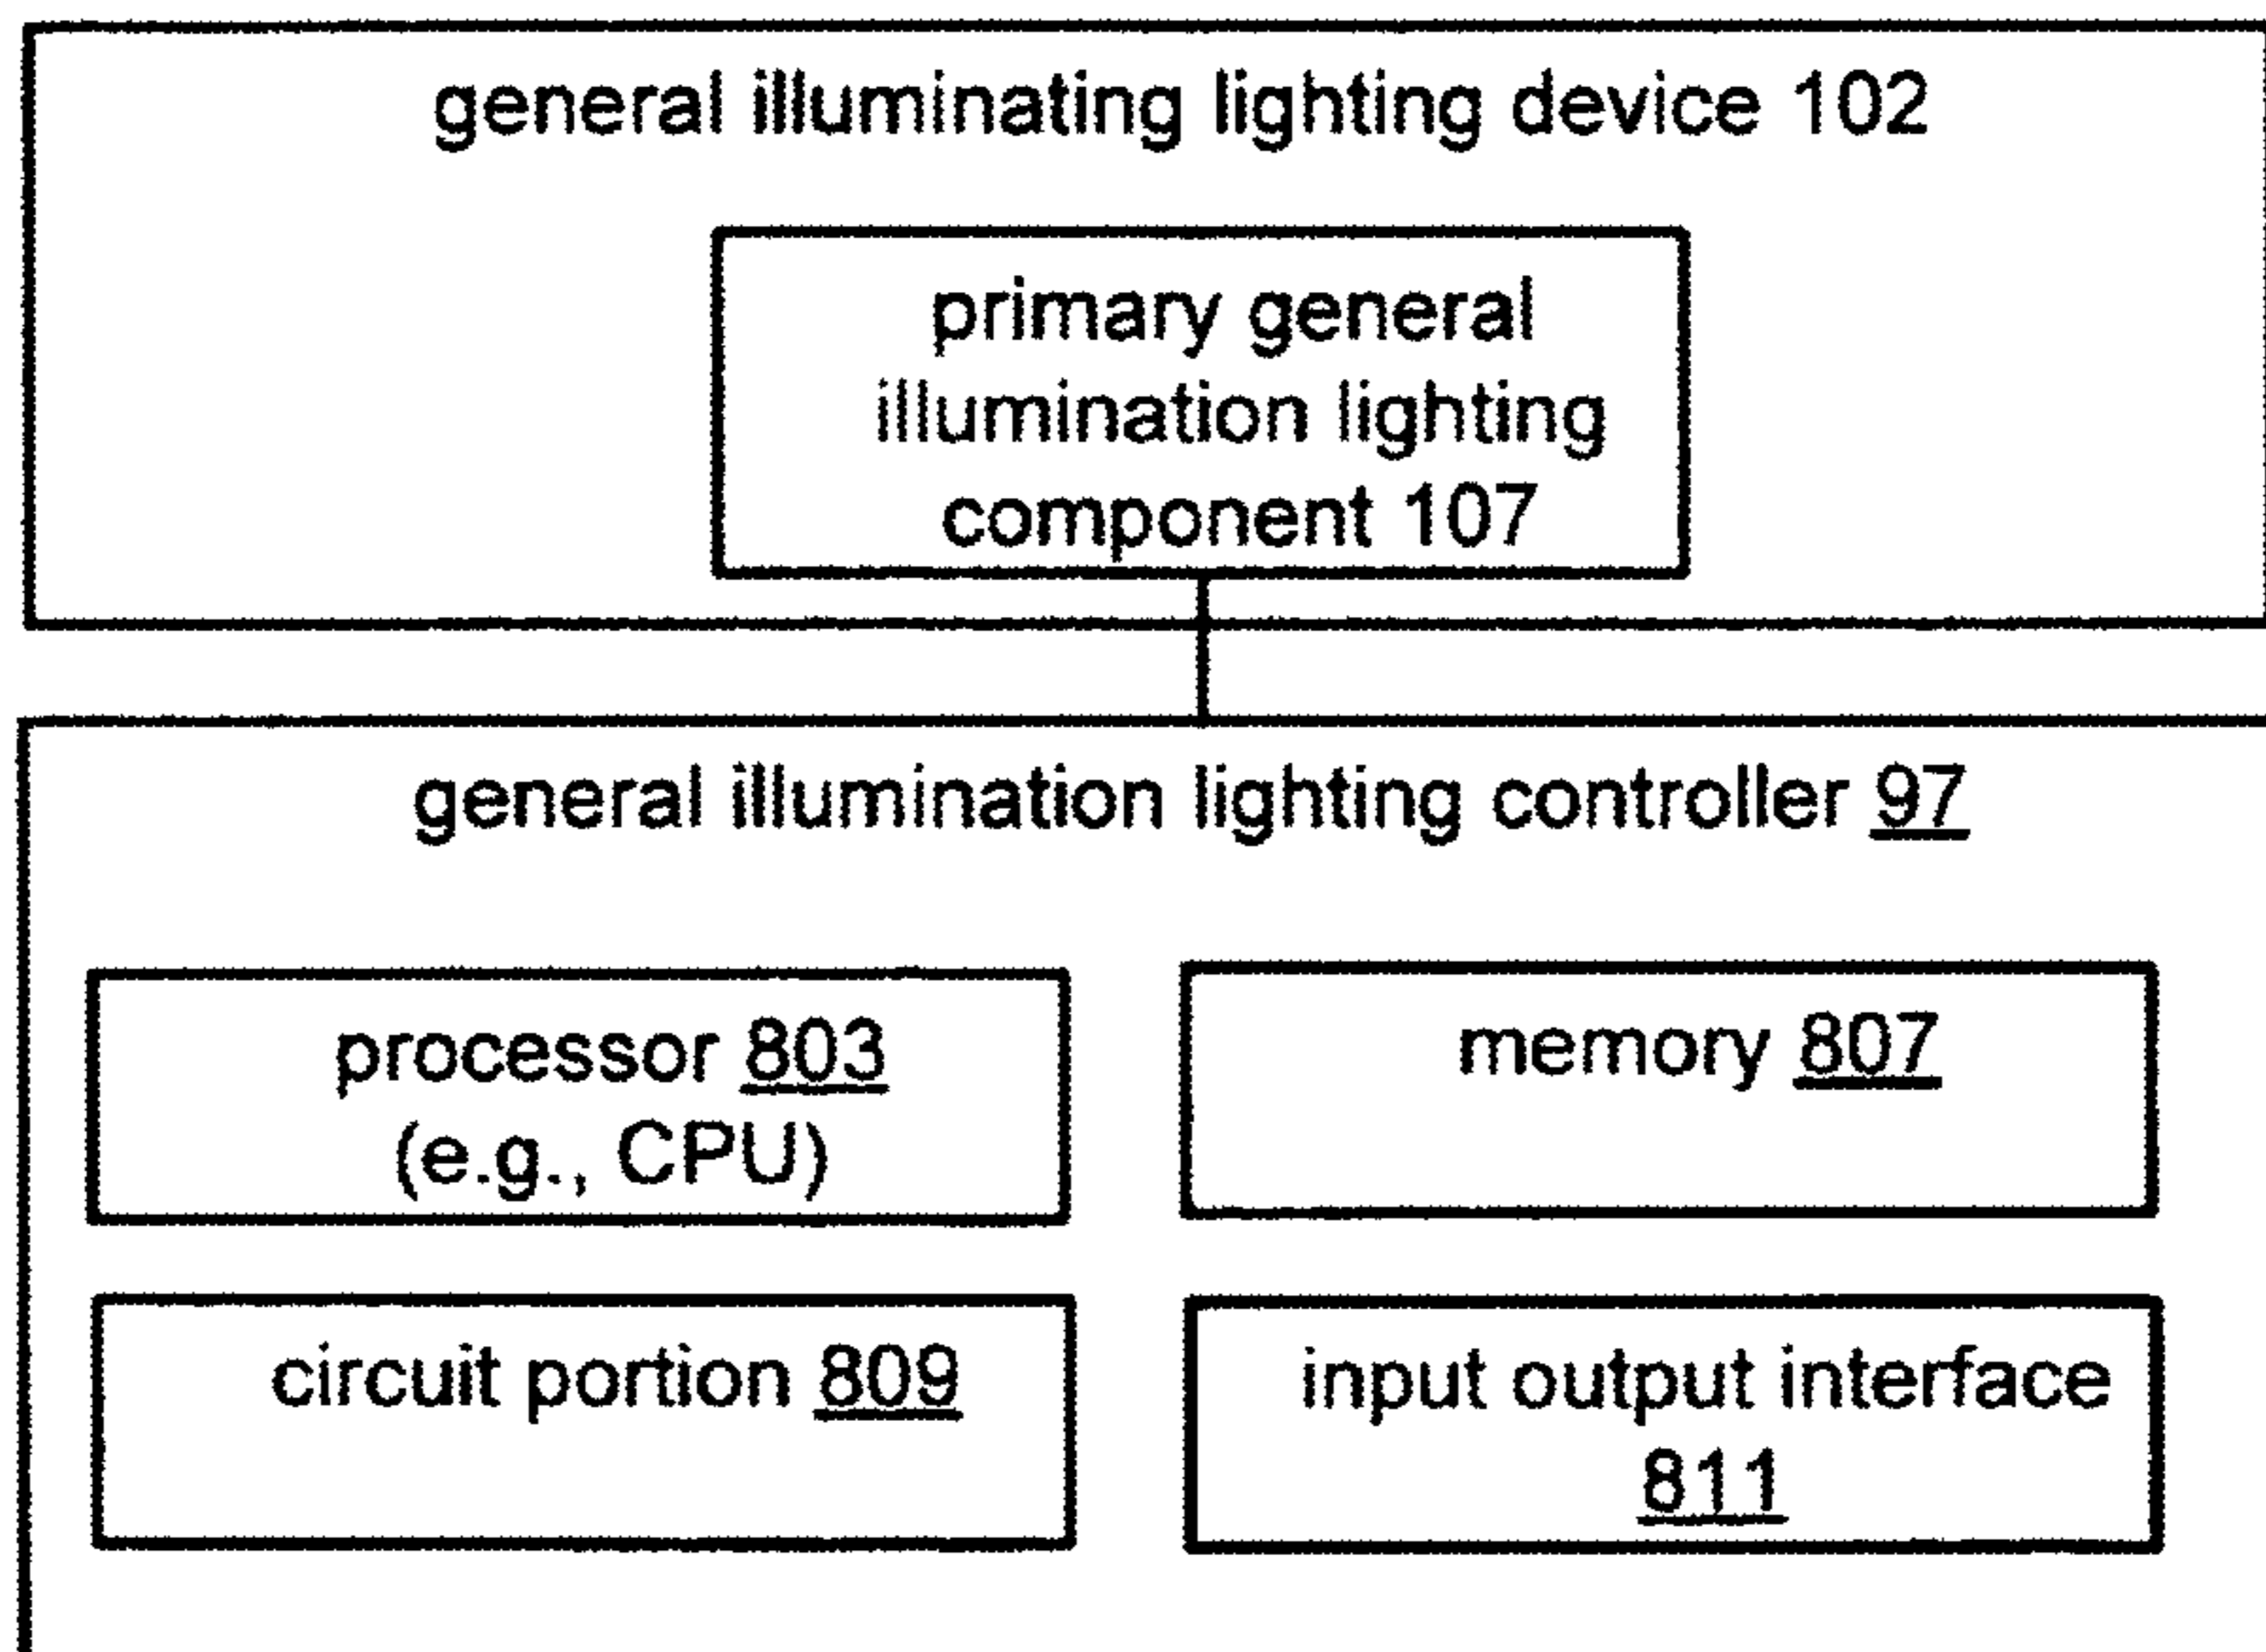 general illuminating lighting device 102
primary general
illumination lighting
component 107
general illumination lighting controller 97
processor 803
(e.g., CPU)
memory 807
circuit portion 809
input output interface
811